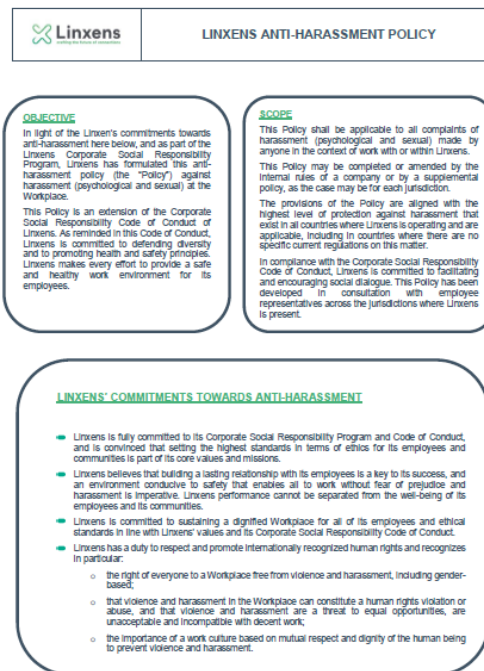 Linxens
LINXENS ANTI-HARASSMENT POLICY
OBJECTIVE
In light of the Linxen's commitments towards
anti-harassment here below, and as part of the
Linxens Corporate Social Responsibility
Program, Linxens has formulated this anti-
harassment policy (the "Policy") against
harassment (psychological and sexual) at the
Workplace.
This Policy is an extension of the Corporate
Social Responsibility Code of Conduct of
Linxens. As reminded in this Code of Conduct,
Linxens is committed to defending diversity
and to promoting health and safety principles.
Linxens makes every effort to provide a safe
and healthy work environment for its
employees.
SCOPE
This Policy shall be applicable to all complaints of
harassment (psychological and sexual) made by
anyone in the context of work with or within Linxens.
This Policy may be completed or amended by the
internal rules of a company or by a supplemental
policy, as the case may be for each jurisdiction.
The provisions of the Policy are aligned with the
highest level of protection against harassment that
exist in all countries where Linxens is operating and are
applicable, including in countries where there are no
specific current regulations on this matter.
In compliance with the Corporate Social Responsibility
Code of Conduct, Linxens is committed to facilitating
and encouraging social dialogue. This Policy has been
developed in consultation with employee
representatives across the jurisdictions where Linxens
is present.
LINXENS' COMMITMENTS TOWARDS ANTI-HARASSMENT
Linxens is fully committed to its Corporate Social Responsibility Program and Code of Conduct,
and is convinced that setting the highest standards in terms of ethics for its employees and
communities is part of its core values and missions.
Linxens believes that building a lasting relationship with its employees is a key to its success, and
an environment conducive to safety that enables all to work without fear of prejudice and
harassment is imperative. Linxens performance cannot be separated from the well-being of its
employees and its communities.
Linxens is committed to sustaining a dignified Workplace for all of its employees and ethical
standards in line with Linxens' values and its Corporate Social Responsibility Code of Conduct.
Linxens has a duty to respect and promote internationally recognized human rights and recognizes
in particular:
o the right of everyone to a Workplace free from violence and harassment, including gender-
based;
o that violence and harassment in the Workplace can constitute a human rights violation or
abuse, and that violence and harassment are a threat to equal opportunities, are
unacceptable and incompatible with decent work;
o the importance of a work culture based on mutual respect and dignity of the human being
to prevent violence and harassment.